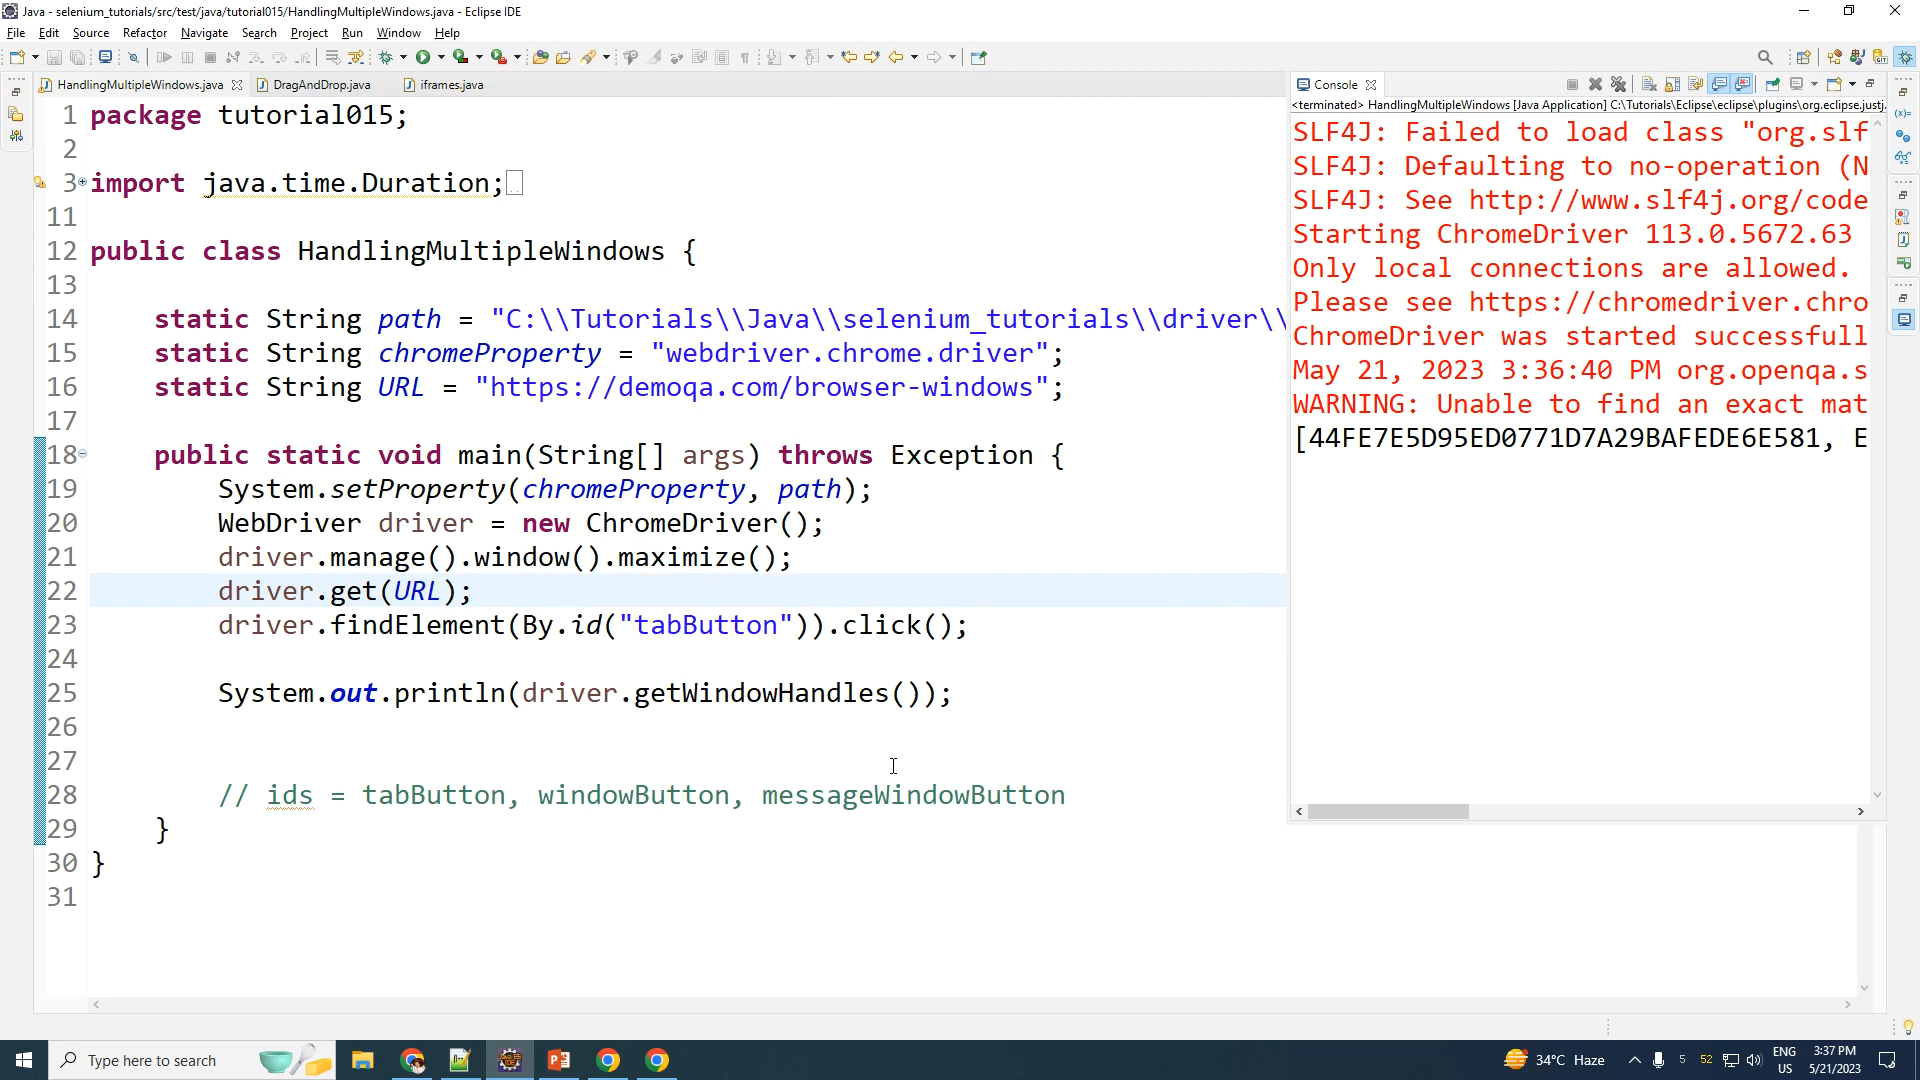 Java - selenium_tutorials/src/test/java/tutorial015/HandlingMultipleWindows.java - Eclipse IDE
File Edit Source Refactor Navigate Search Project Run Window Help
HandlingMultipleWindows.java DragAndDrop.java iframes.java
1 package tutorial015;
2
3 import java.time.Duration;
11
12 public class HandlingMultipleWindows {
13
14 static String path = "C:\\Tutorials\\Java\\selenium_tutorials\\driver\\
15 static String chromeProperty = "webdriver.chrome.driver";
16 static String URL = "https://demoqa.com/browser-windows";
17
18 public static void main(String[] args) throws Exception {
19 System.setProperty(chromeProperty, path);
20 WebDriver driver = new ChromeDriver();
21 driver.manage().window().maximize();
22 driver.get(URL);
23 driver.findElement(By.id("tabButton")).click();
24
25 System.out.println(driver.getWindowHandles());
26
27
28 // ids = tabButton, windowButton, messageWindowButton
29 }
30 }
31
Console
<terminated> HandlingMultipleWindows [Java Application] C:\Tutorials\Eclipse\eclipse\plugins\org.eclipse.justj.
SLF4J: Failed to load class "org.slf
SLF4J: Defaulting to no-operation (N
SLF4J: See http://www.slf4j.org/code
Starting ChromeDriver 113.0.5672.63
Only local connections are allowed.
Please see https://chromedriver.chro
ChromeDriver was started successfull
May 21, 2023 3:36:40 PM org.openqa.s
WARNING: Unable to find an exact mat
[44FE7E5D95ED0771D7A29BAFEDE6E581, E
Type here to search
34°C Haze
5 52
ENG
US
3:37 PM
5/21/2023